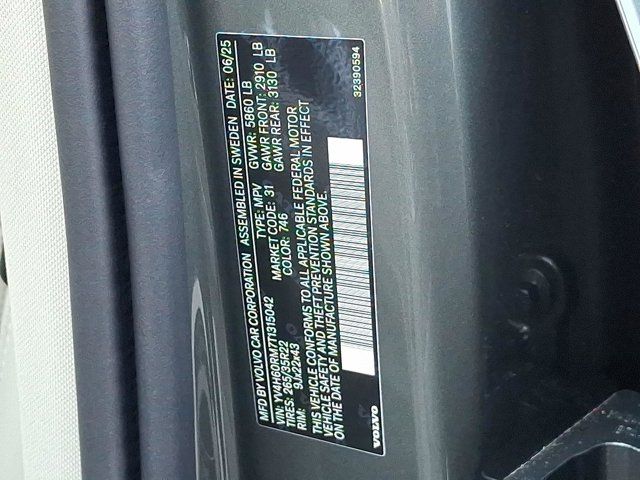 MFD. BY VOLVO CAR CORPORATION ASSEMBLED IN SWEDEN DATE: 06/25
VIN: YV4H60RM7T1315042 TYPE: MPV GVWR: 5860 LB
TIRES: 265/35R22 MARKET CODE: 31 GAWR FRONT: 2910 LB
RIM: 9Jx22x43 COLOR: 746 GAWR REAR: 3130 LB
THIS VEHICLE CONFORMS TO ALL APPLICABLE FEDERAL MOTOR
VEHICLE SAFETY AND THEFT PREVENTION STANDARDS IN EFFECT
ON THE DATE OF MANUFACTURE SHOWN ABOVE.
VOLVO 32390594